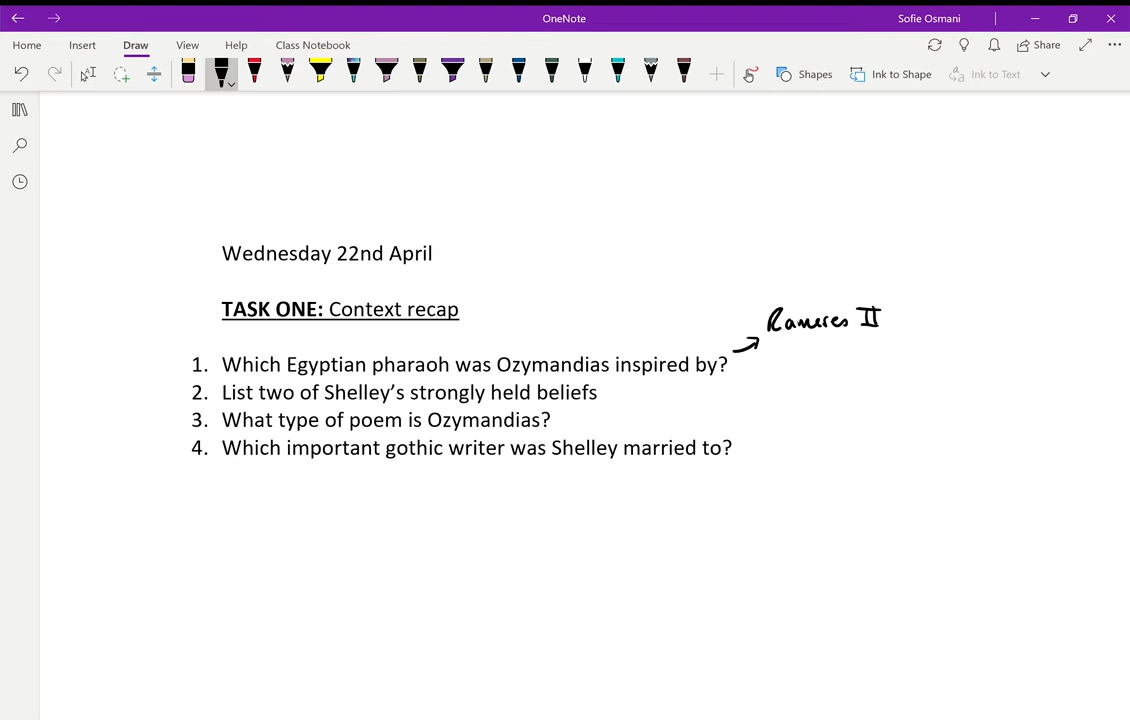 OneNote
Sofie Osmani
Home Insert Draw View Help Class Notebook
Share
Shapes Ink to Shape Ink to Text
Wednesday 22nd April
TASK ONE: Context recap
Rameses II
1. Which Egyptian pharaoh was Ozymandias inspired by?
2. List two of Shelley’s strongly held beliefs
3. What type of poem is Ozymandias?
4. Which important gothic writer was Shelley married to?